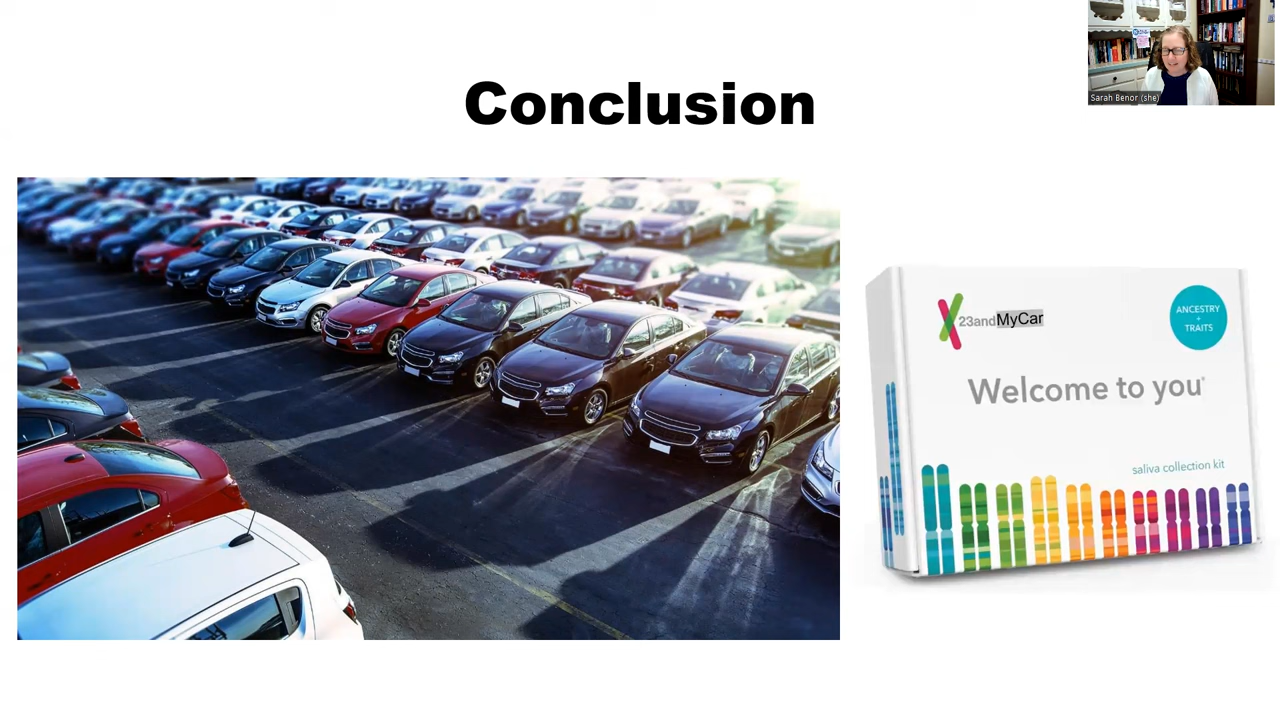 Conclusion
Sarah Benor (she)
23andMyCar
ANCESTRY
+
TRAITS
Welcome to you®
saliva collection kit